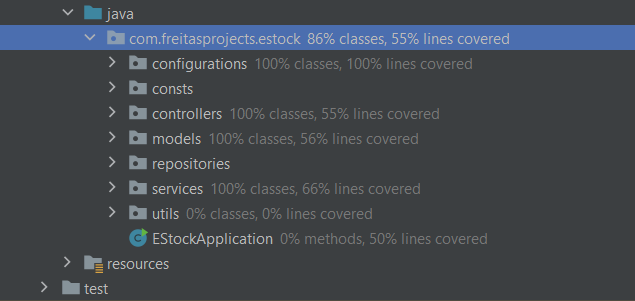 java
com.freitasprojects.estock 86% classes, 55% lines covered
configurations 100% classes, 100% lines covered
consts
controllers 100% classes, 55% lines covered
models 100% classes, 56% lines covered
repositories
services 100% classes, 66% lines covered
utils 0% classes, 0% lines covered
EStockApplication 0% methods, 50% lines covered
resources
test